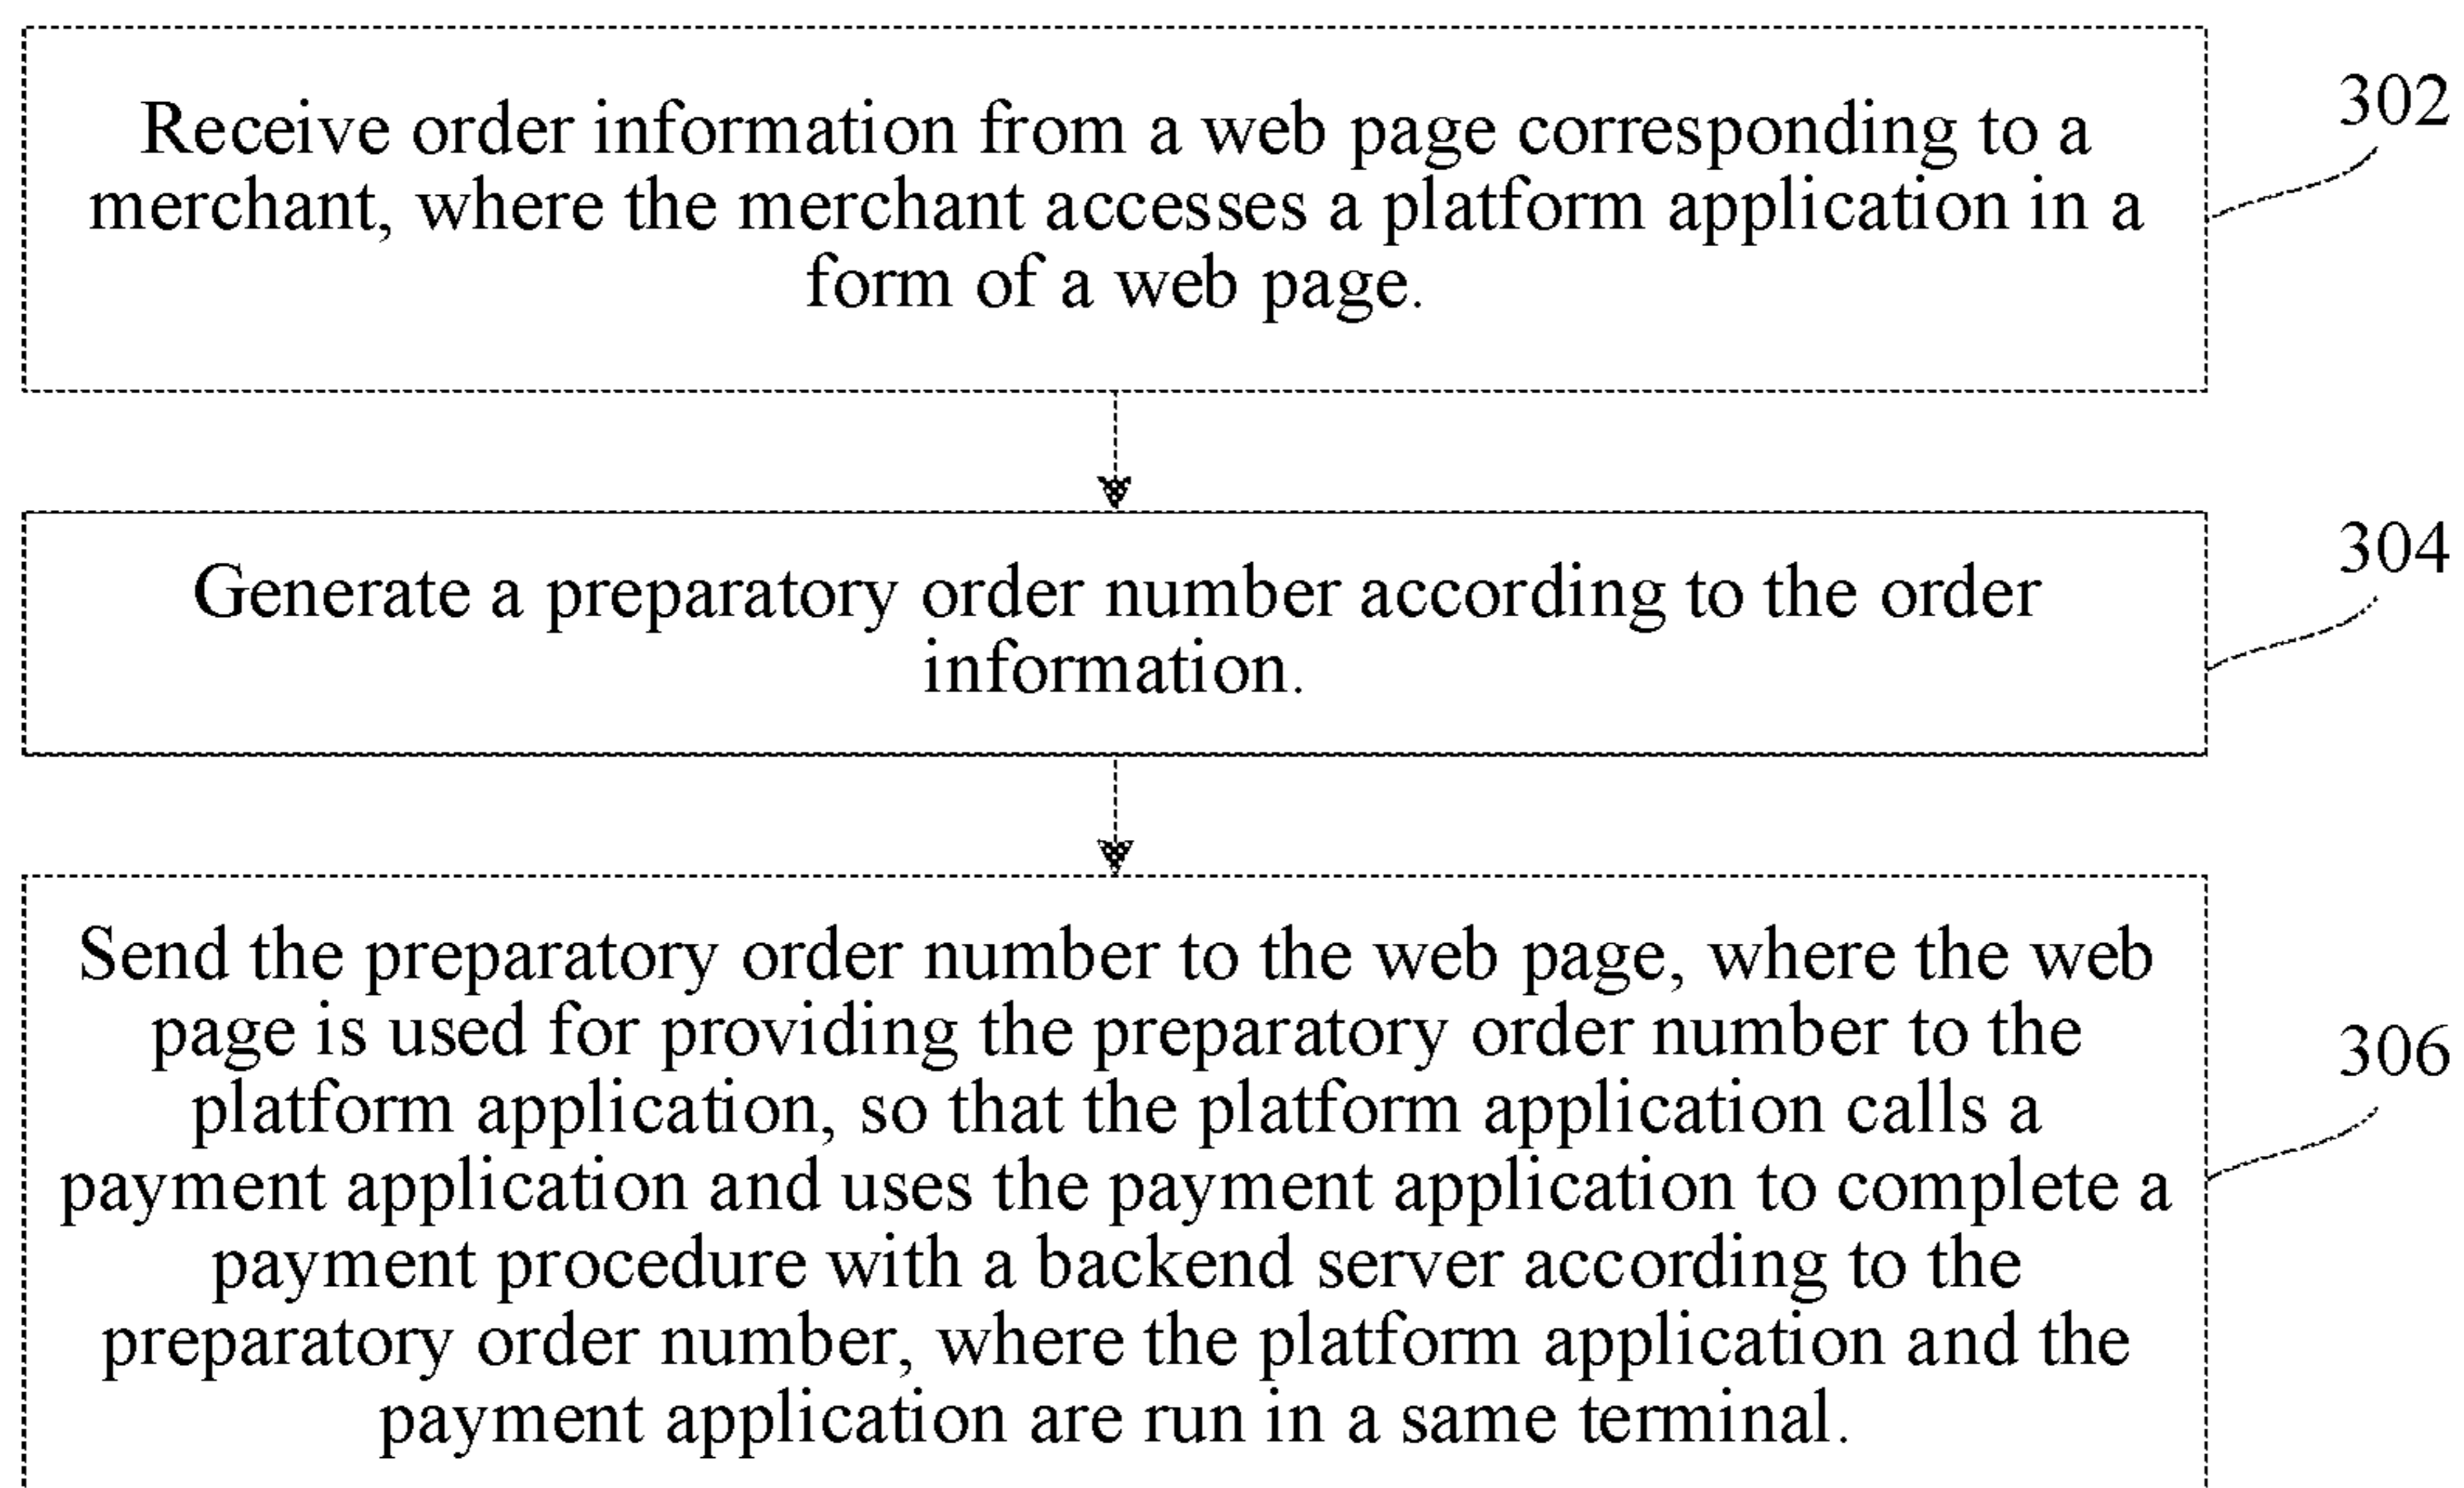 Receive order information from a web page corresponding to a
merchant, where the merchant accesses a platform application in a
form of a web page.
302
Generate a preparatory order number according to the order
information.
304
Send the preparatory order number to the web page, where the web
page is used for providing the preparatory order number to the
platform application, so that the platform application calls a
payment application and uses the payment application to complete a
payment procedure with a backend server according to the
preparatory order number, where the platform application and the
payment application are run in a same terminal.
306